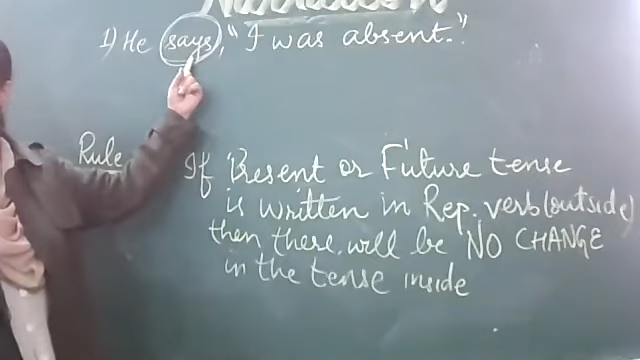 Narration
1) He says, "I was absent."
Rule If Present or Future tense
is written in Rep. verb (outside)
then there will be NO CHANGE
in the tense inside